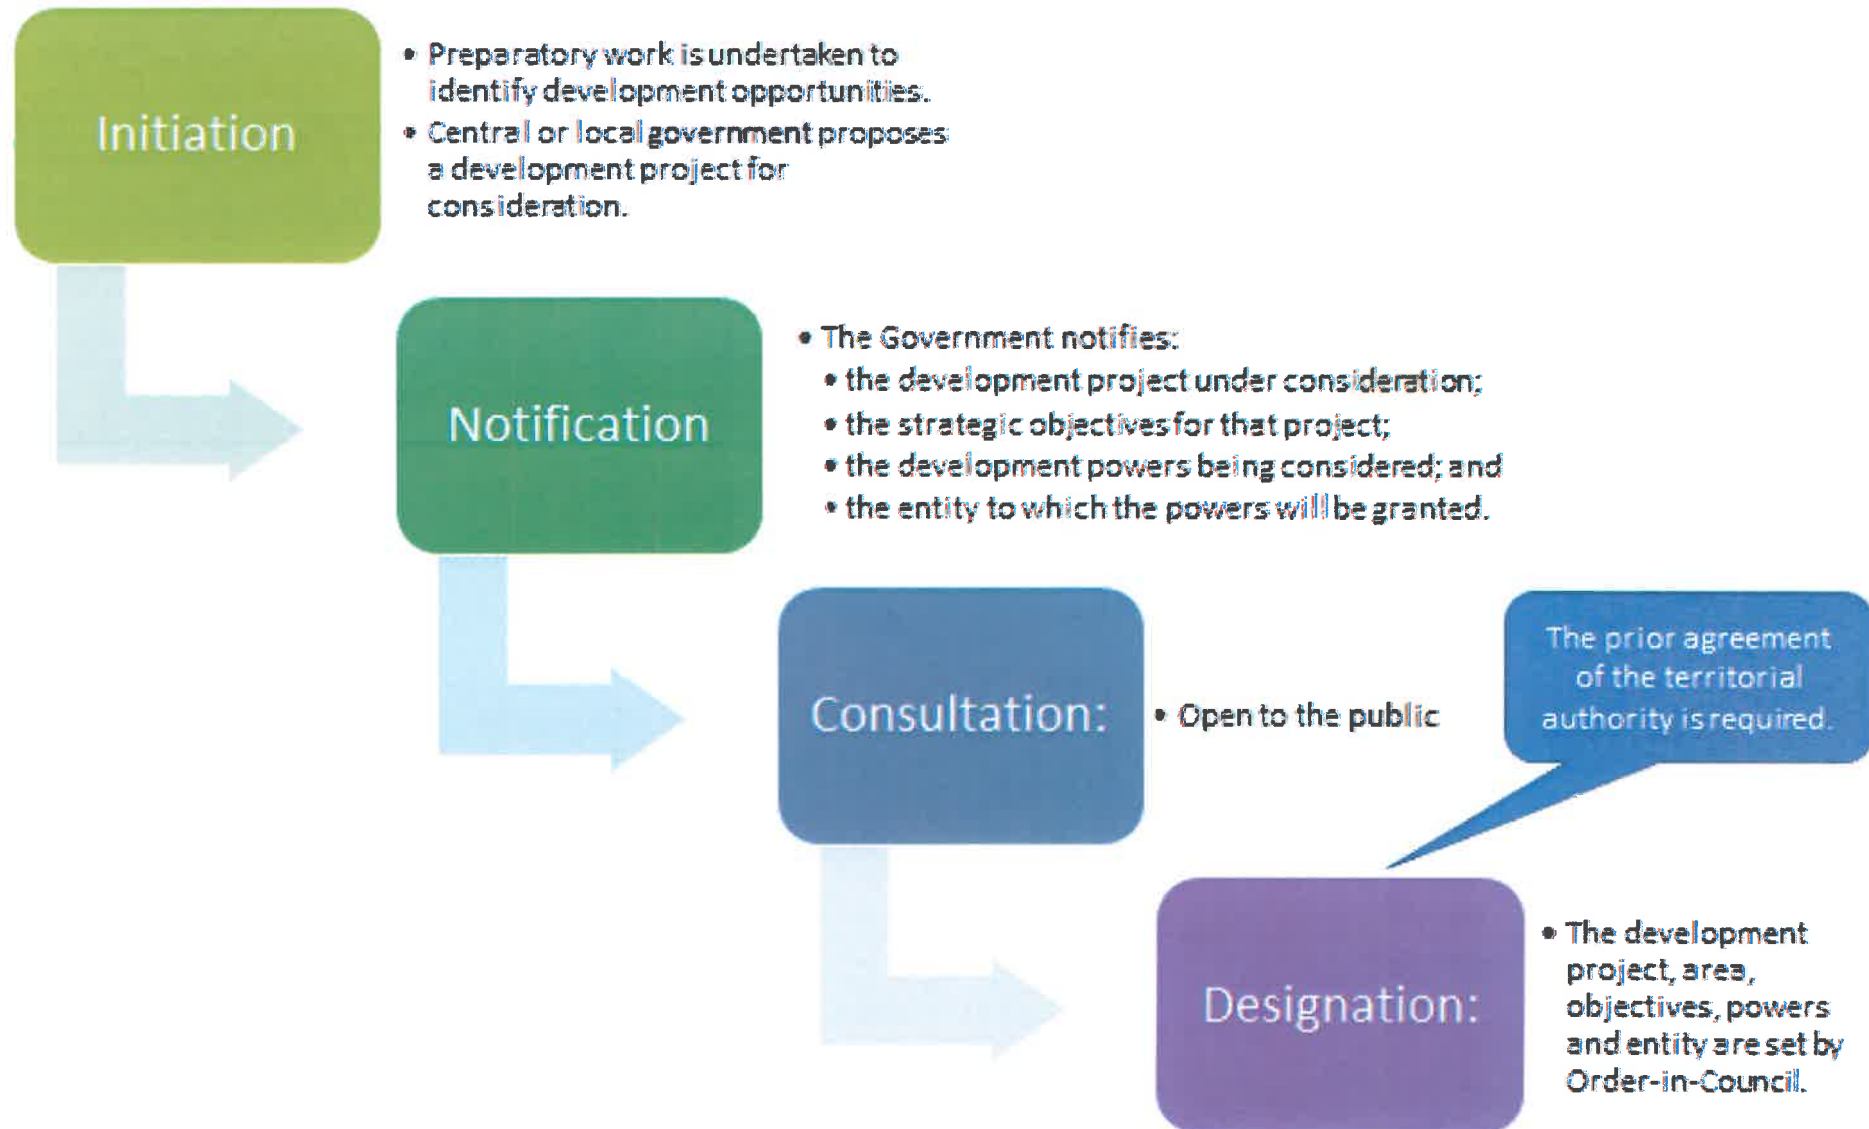 Initiation
• Preparatory work is undertaken to
identify development opportunities.
• Central or local government proposes
a development project for
consideration.
Notification
• The Government notifies:
• the development project under consideration;
• the strategic objectives for that project;
• the development powers being considered; and
• the entity to which the powers will be granted.
Consultation:
• Open to the public
The prior agreement
of the territorial
authority is required.
Designation:
• The development
project, area,
objectives, powers
and entity are set by
Order-in-Council.